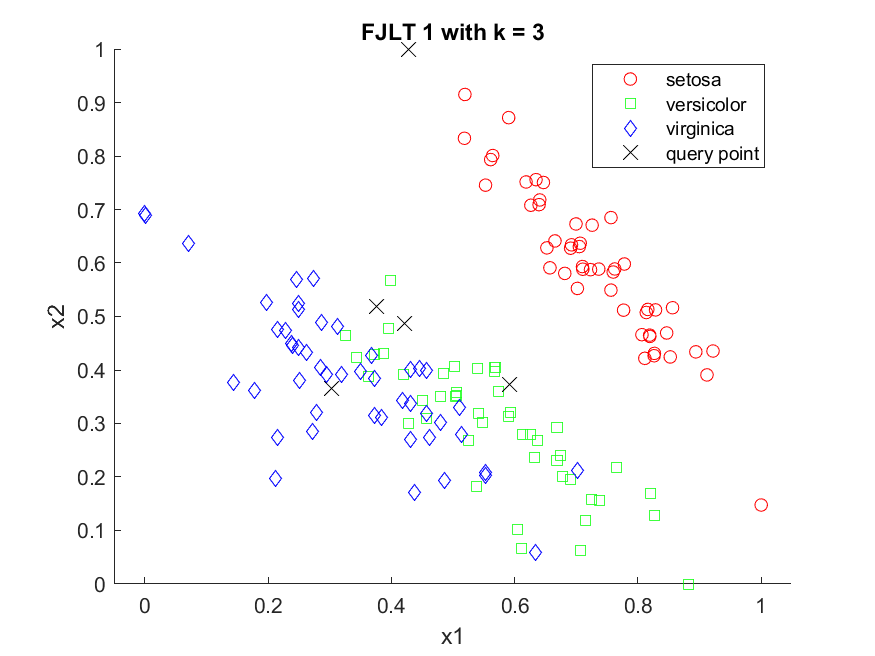 FJLT 1 with k = 3
1
0.9
0.8
0.7
0.6
0.5
0.4
0.3
0.2
0.1
0
x2
setosa
versicolor
virginica
query point
0 0.2 0.4 0.6 0.8 1
x1